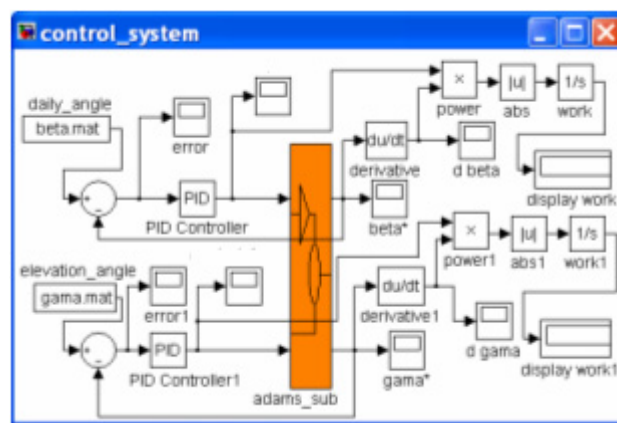 control_system
daily_angle
beta.mat
error
PID
PID Controller
du/dt
derivative
×
power
|u|
abs
1/s
work
d beta
display work
beta*
elevation_angle
gama.mat
error1
PID
PID Controller1
adams_sub
du/dt
derivative1
×
power1
|u|
abs1
1/s
work1
d gama
display work1
gama*